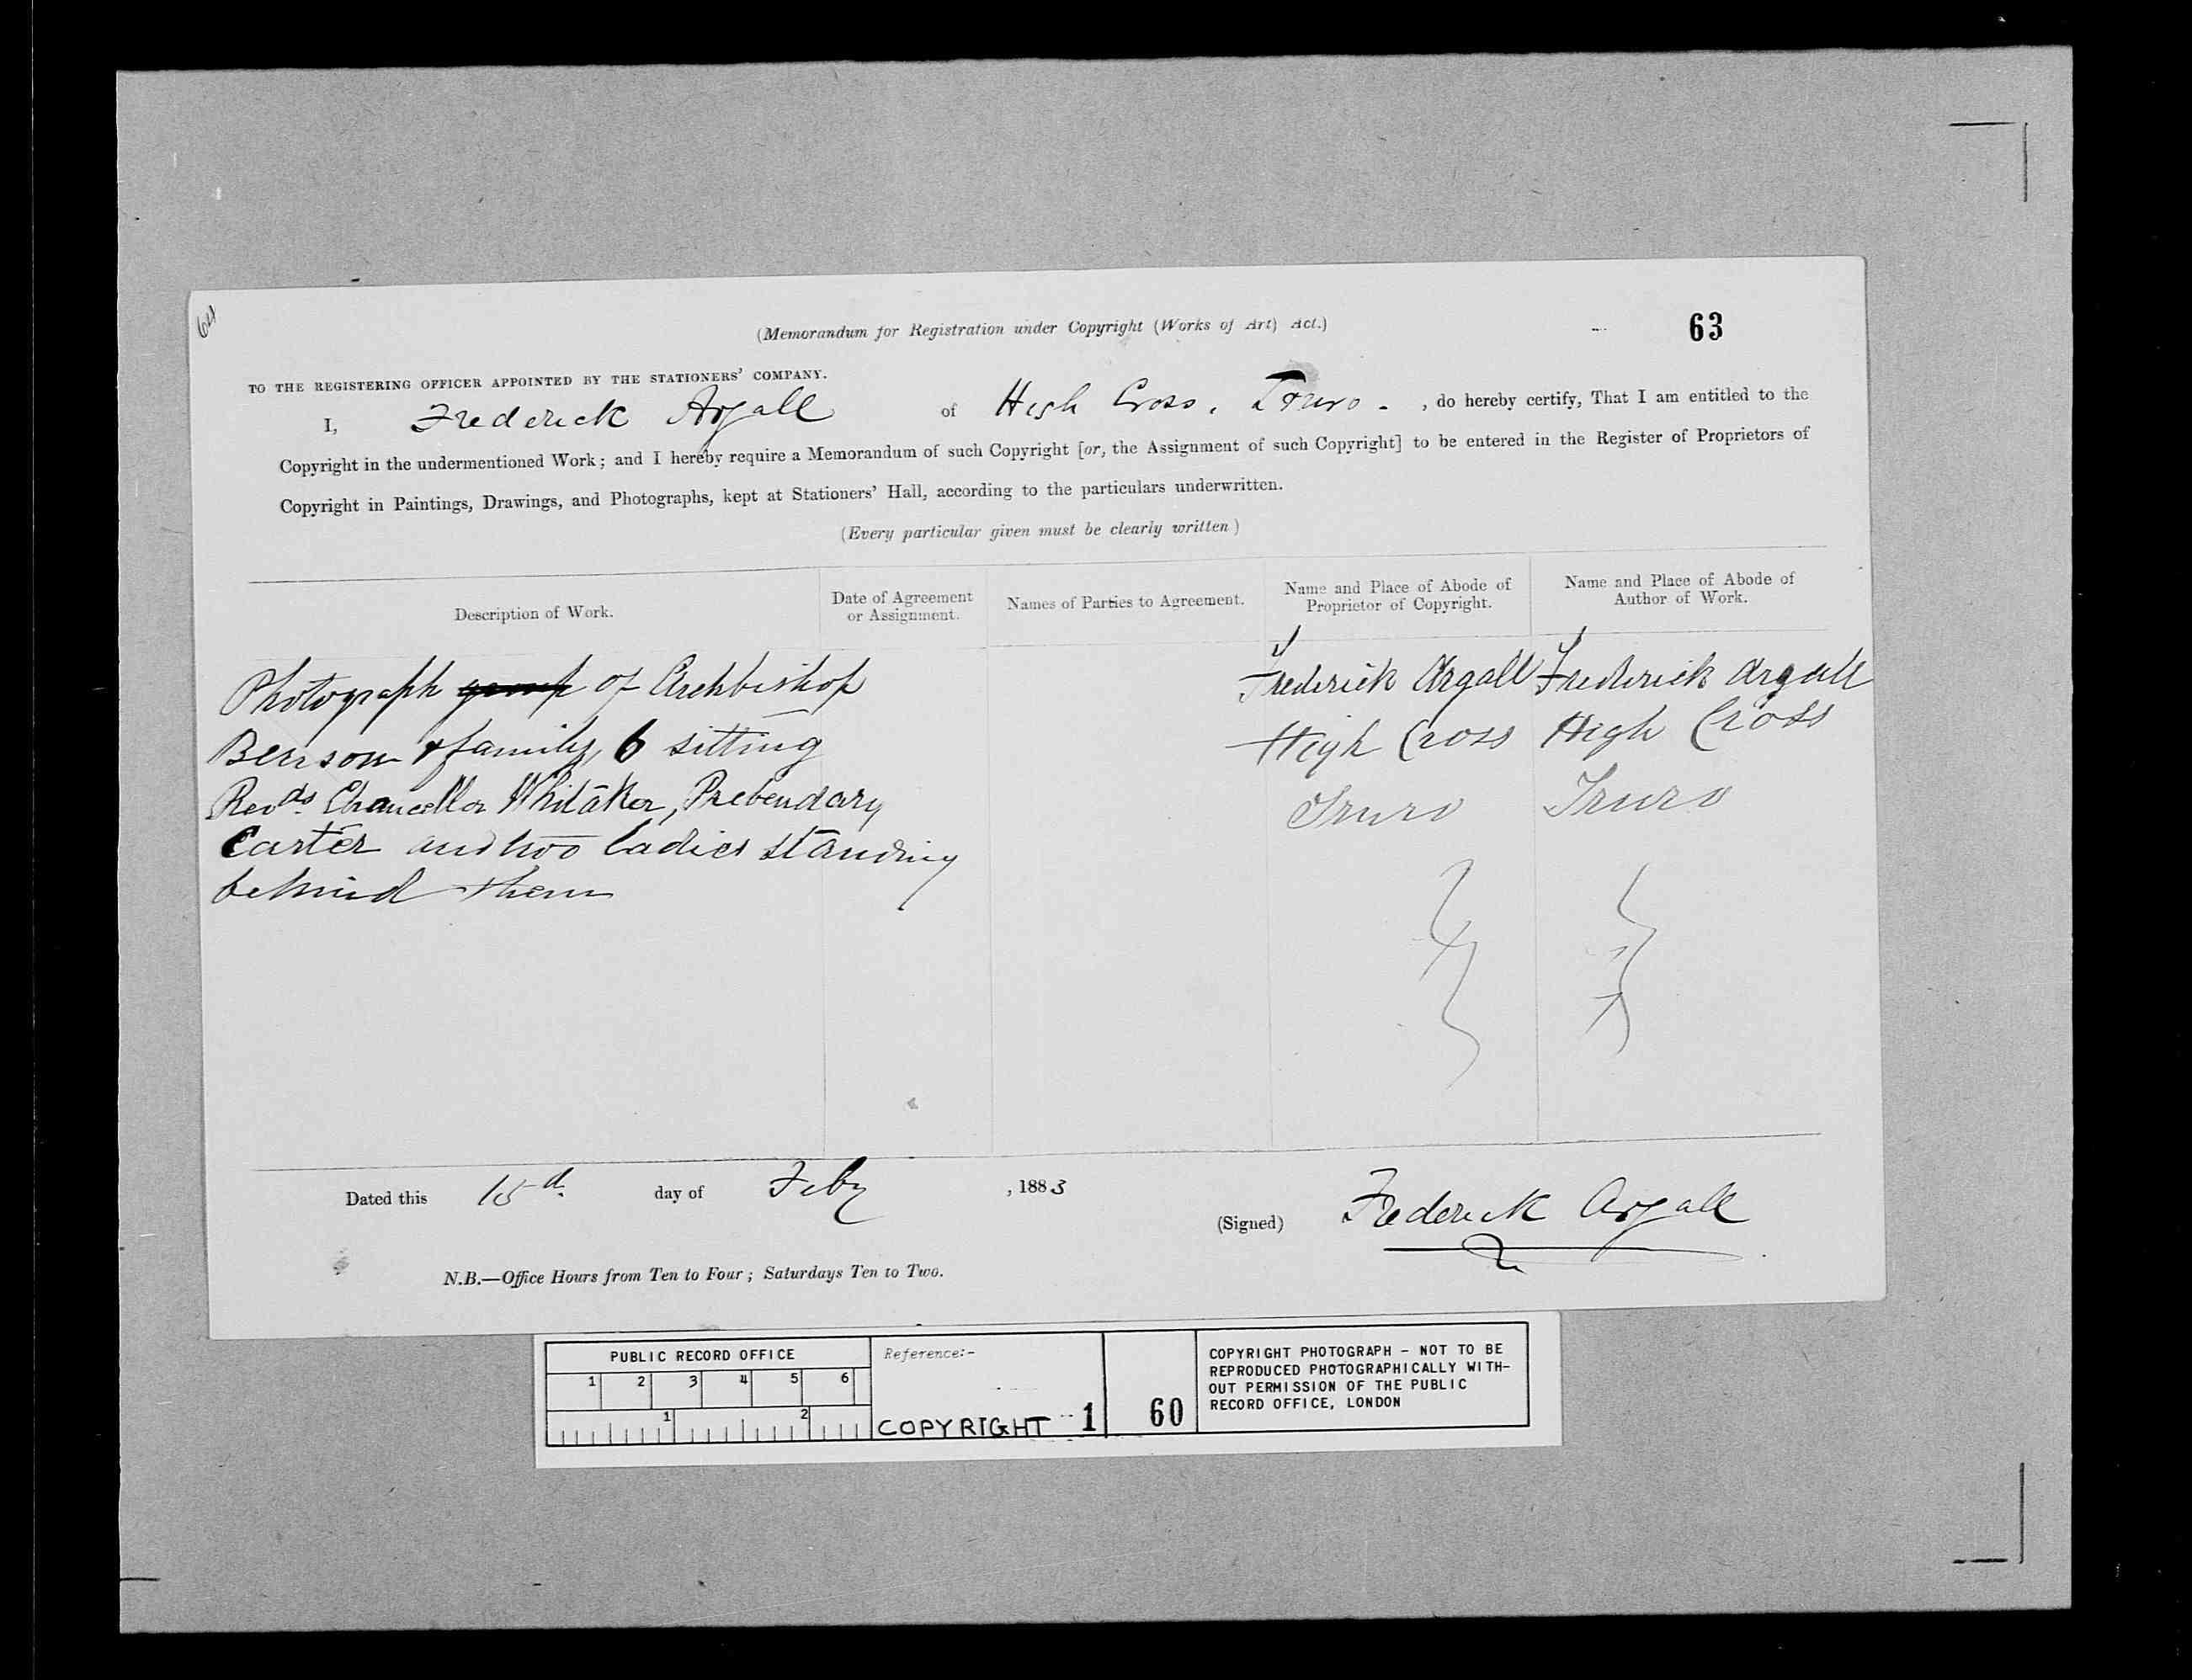 64
(Memorandum for Registration under Copyright (Works of Art) Act.)
63
TO THE REGISTERING OFFICER APPOINTED BY THE STATIONERS' COMPANY.
I, Frederick Argall of High Cross, Truro. , do hereby certify, That I am entitled to the
Copyright in the undermentioned Work; and I hereby require a Memorandum of such Copyright [or, the Assignment of such Copyright] to be entered in the Register of Proprietors of
Copyright in Paintings, Drawings, and Photographs, kept at Stationers' Hall, according to the particulars underwritten.
(Every particular given must be clearly written)
Description of Work.
Date of Agreement
or Assignment.
Names of Parties to Agreement.
Name and Place of Abode of
Proprietor of Copyright.
Name and Place of Abode of
Author of Work.
Photograph group of Archbishop
Benson & family, 6 sitting
Revds. Chancellor Whitaker, Prebendary
Carter and two ladies standing
behind them
Frederick Argall
High Cross
Truro
Frederick Argall
High Cross
Truro
Dated this 15d. day of Feby , 1883
(Signed) Frederick Argall
N.B.—Office Hours from Ten to Four; Saturdays Ten to Two.
PUBLIC RECORD OFFICE
1 2 3 4 5 6
1 2
Reference:-
COPYRIGHT 1
60
COPYRIGHT PHOTOGRAPH - NOT TO BE
REPRODUCED PHOTOGRAPHICALLY WITH-
OUT PERMISSION OF THE PUBLIC
RECORD OFFICE, LONDON